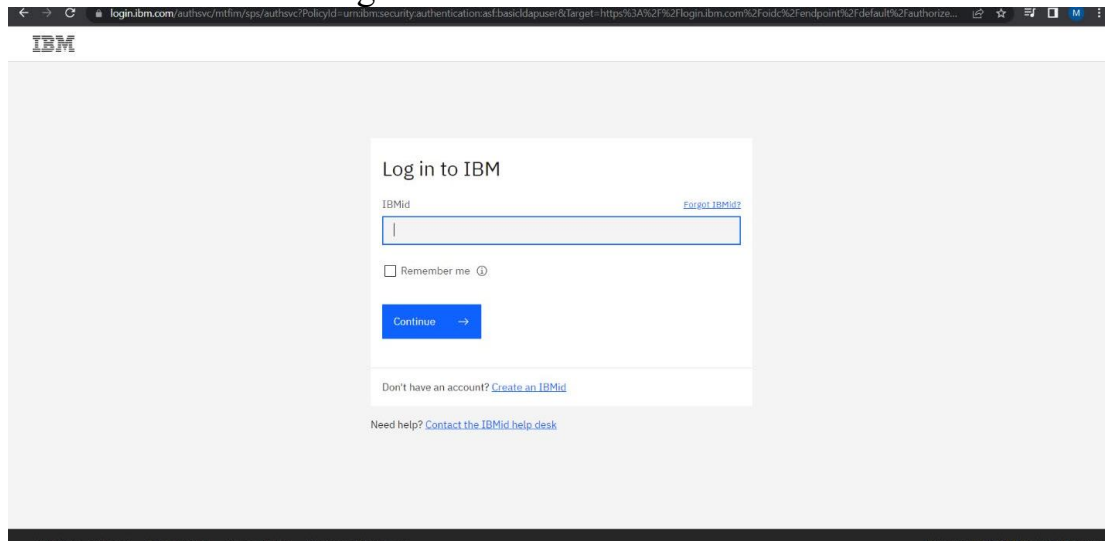 login.ibm.com/authsvc/mtfim/sps/authsvc?PolicyId=urn:ibm:security:authentication:asf:basicldapuser&Target=https%3A%2F%2Flogin.ibm.com%2Foidc%2Fendpoint%2Fdefault%2Fauthorize... M
IBM
Log in to IBM
IBMid Forgot IBMid?
Remember me
Continue →
Don't have an account? Create an IBMid
Need help? Contact the IBMid help desk